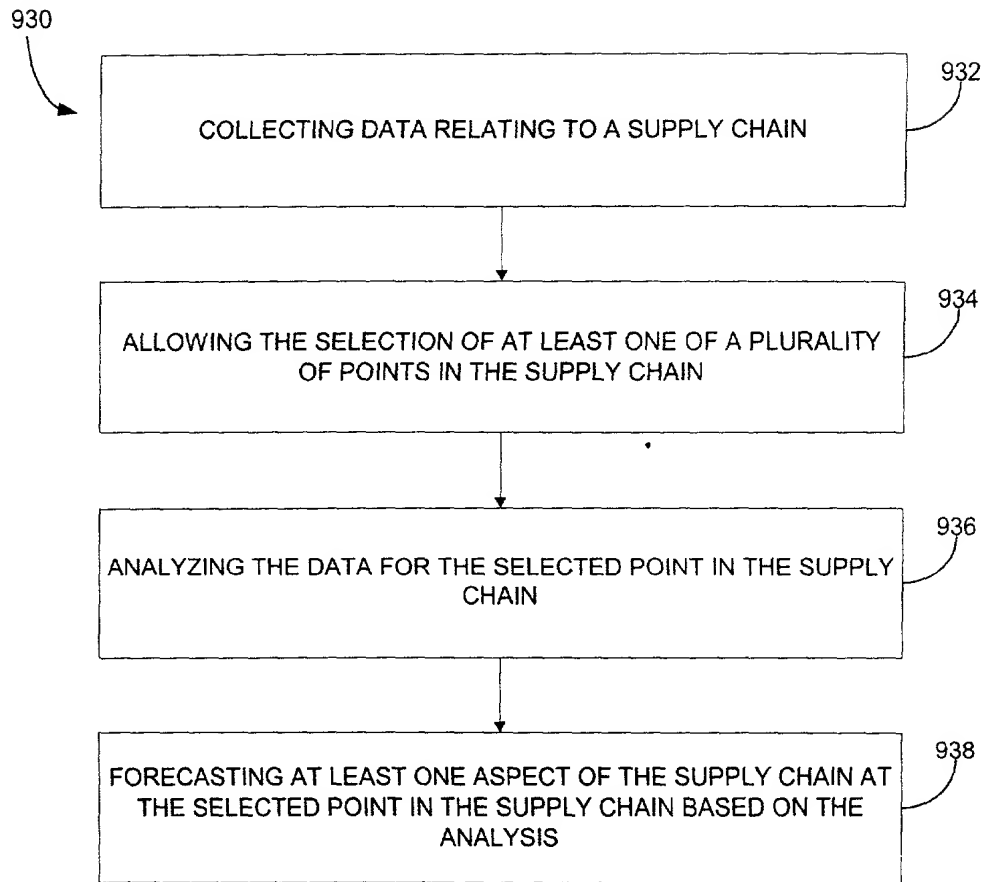 930
932
COLLECTING DATA RELATING TO A SUPPLY CHAIN
934
ALLOWING THE SELECTION OF AT LEAST ONE OF A PLURALITY
OF POINTS IN THE SUPPLY CHAIN
936
ANALYZING THE DATA FOR THE SELECTED POINT IN THE SUPPLY
CHAIN
938
FORECASTING AT LEAST ONE ASPECT OF THE SUPPLY CHAIN AT
THE SELECTED POINT IN THE SUPPLY CHAIN BASED ON THE
ANALYSIS